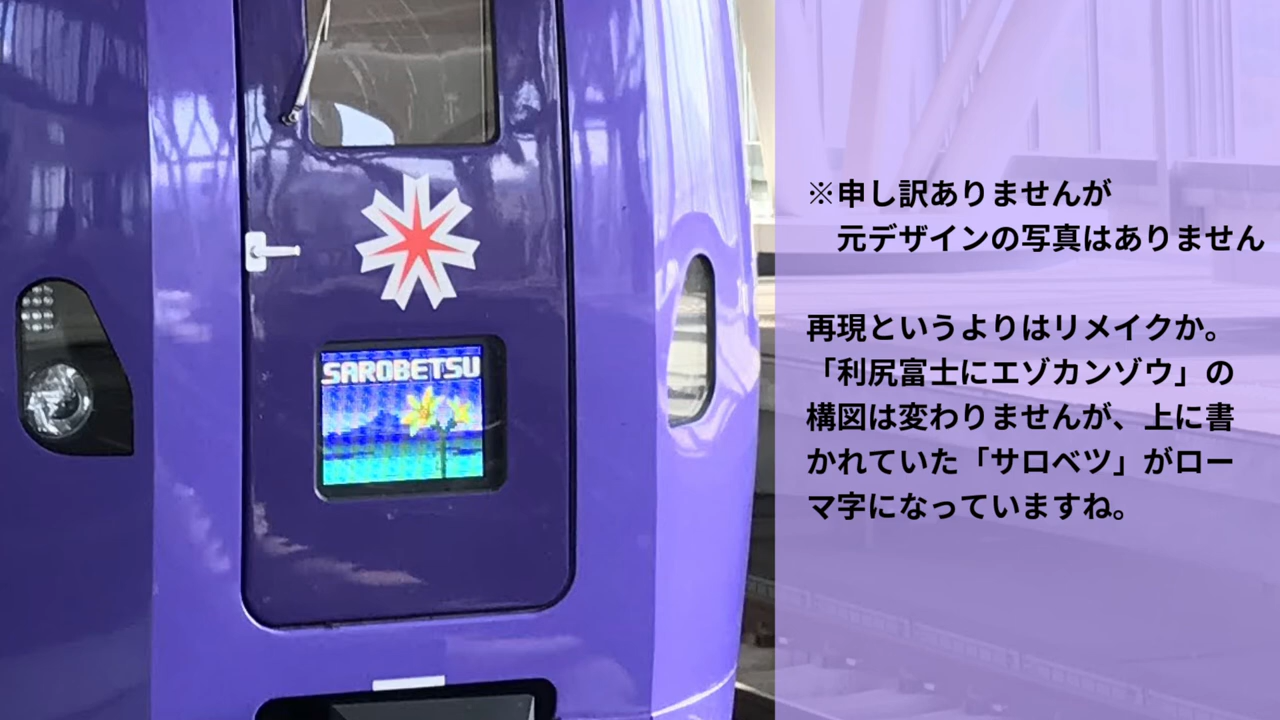 SAROBETSU
※申し訳ありませんが
元デザインの写真はありません
再現というよりはリメイクか。
「利尻富士にエゾカンゾウ」の
構図は変わりませんが、上に書
かれていた「サロベツ」がロー
マ字になっていますね。